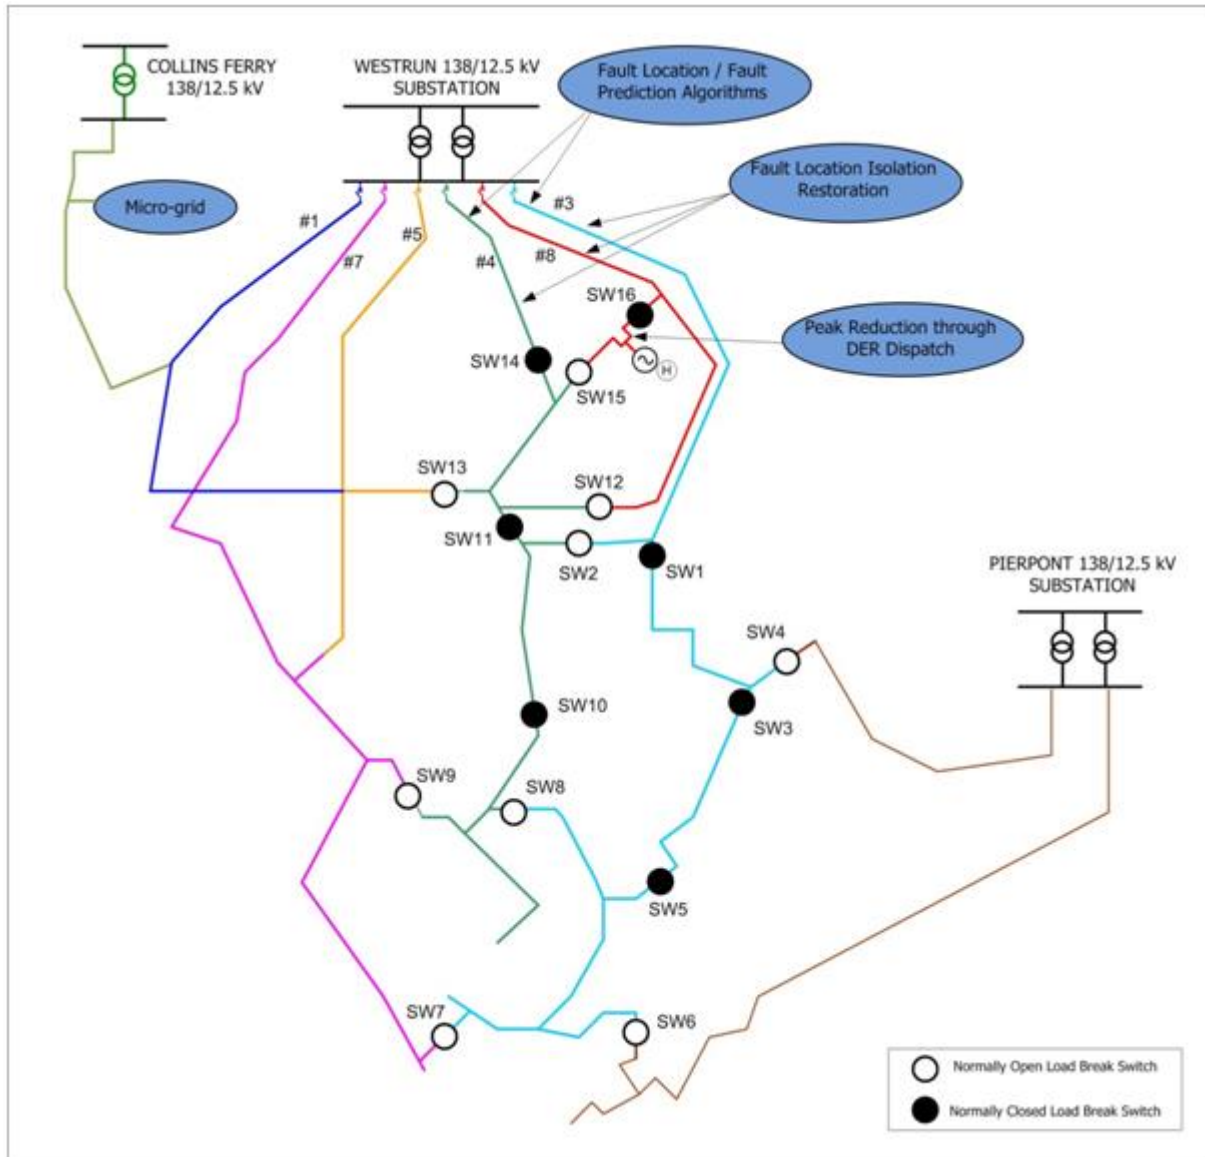 COLLINS FERRY
138/12.5 kV
WESTRUN 138/12.5 kV
SUBSTATION
Fault Location / Fault
Prediction Algorithms
Fault Location Isolation
Restoration
Micro-grid
#1
#7
#5
#4
#8
#3
SW16
Peak Reduction through
DER Dispatch
SW14
H
SW15
SW13
SW12
SW11
SW2
SW1
PIERPONT 138/12.5 kV
SUBSTATION
SW4
SW10
SW3
SW9
SW8
SW5
SW7
SW6
Normally Open Load Break Switch
Normally Closed Load Break Switch